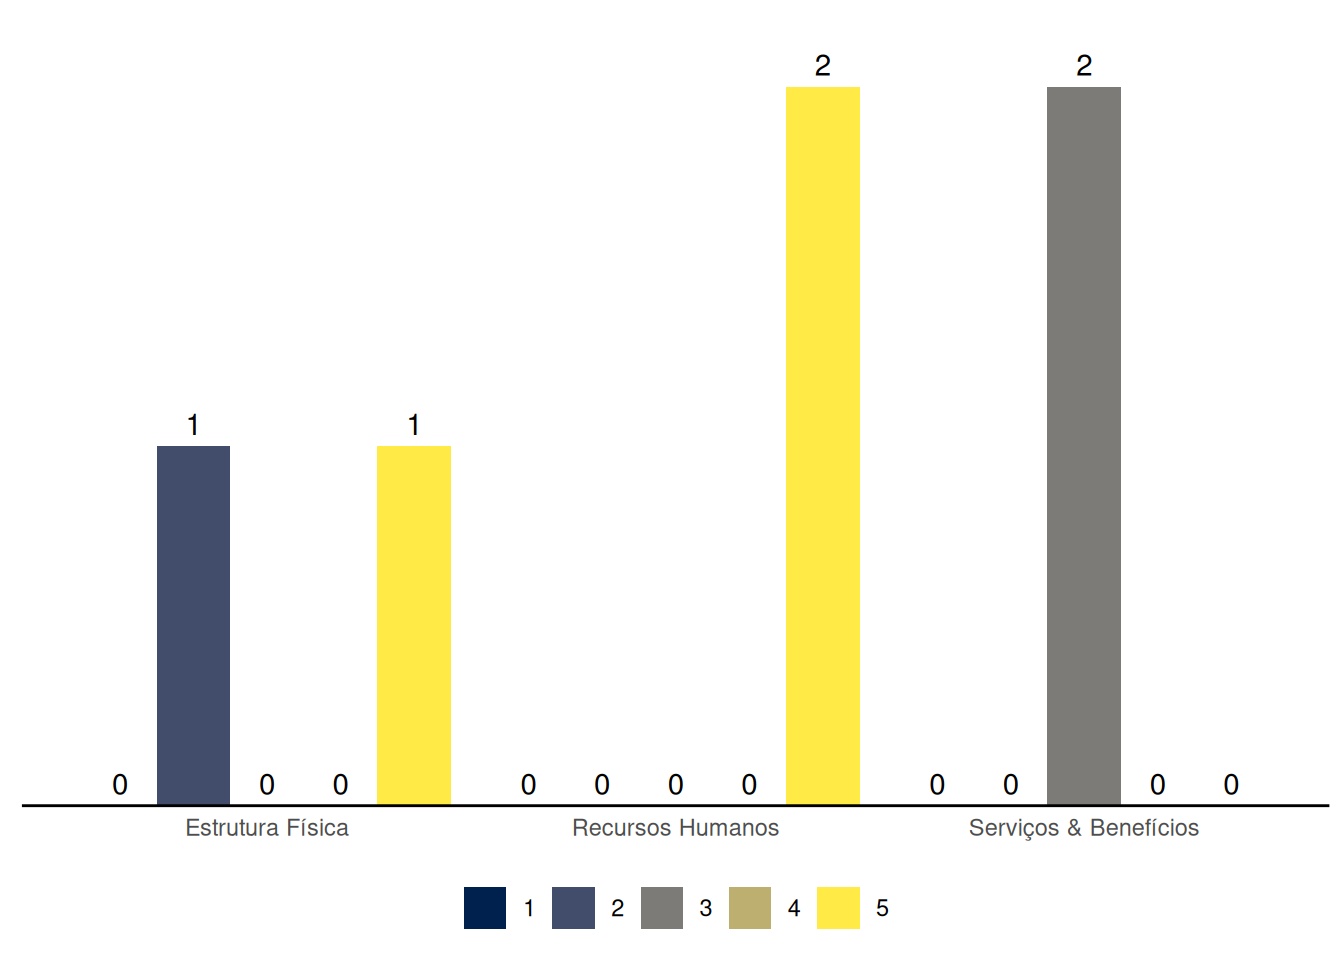 2 2
1 1
0 0 0 0 0 0 0 0 0 0 0
Estrutura Física Recursos Humanos Serviços & Benefícios
1 2 3 4 5